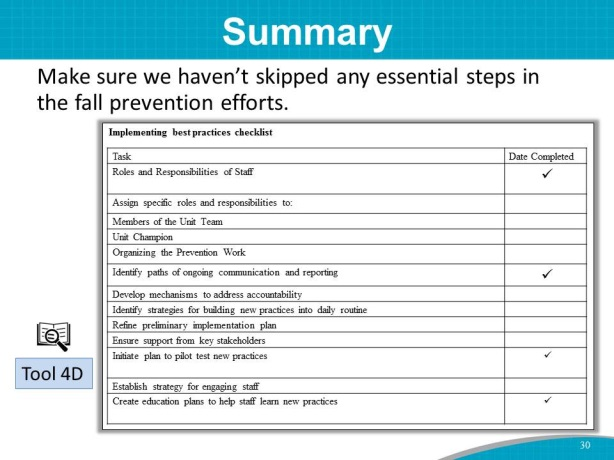 Summary
Make sure we haven’t skipped any essential steps in
the fall prevention efforts.
Implementing best practices checklist
Task Date Completed
Roles and Responsibilities of Staff ✓
Assign specific roles and responsibilities to:
Members of the Unit Team
Unit Champion
Organizing the Prevention Work
Identify paths of ongoing communication and reporting ✓
Develop mechanisms to address accountability
Identify strategies for building new practices into daily routine
Refine preliminary implementation plan
Ensure support from key stakeholders
Initiate plan to pilot test new practices ✓
Establish strategy for engaging staff
Create education plans to help staff learn new practices ✓
Tool 4D
30